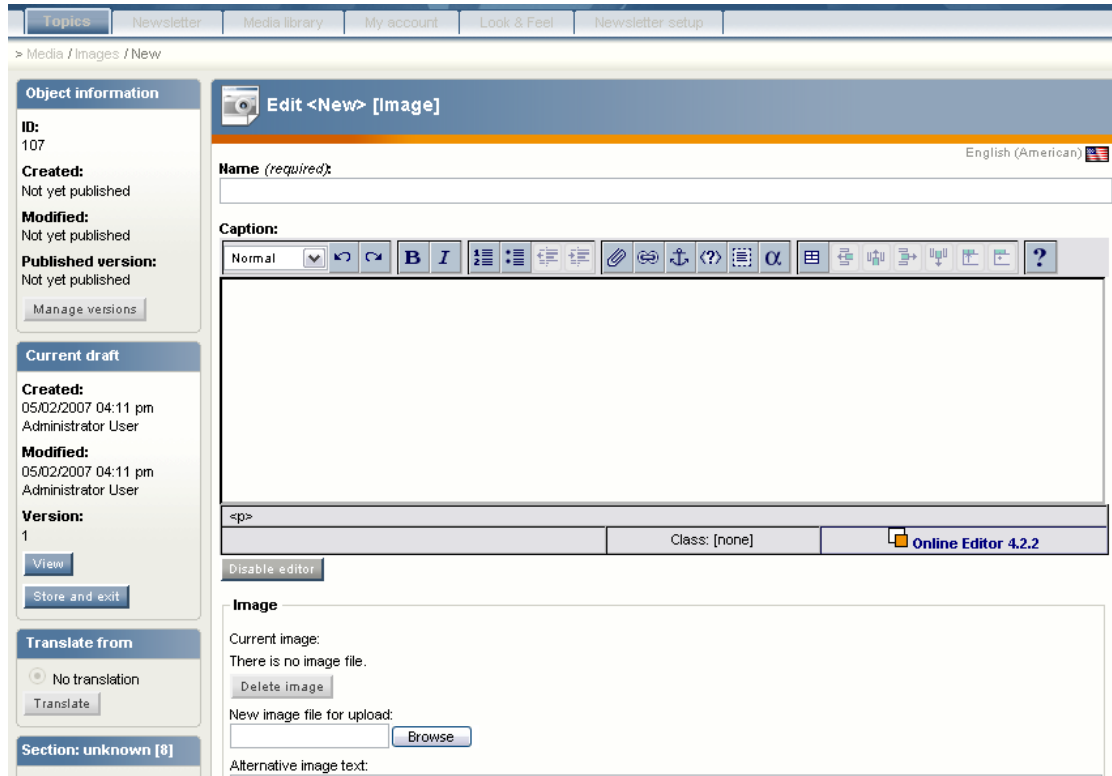 Topics Newsletter Media library My account Look & Feel Newsletter setup
> Media / Images / New
Object information
ID:
107
Created:
Not yet published
Modified:
Not yet published
Published version:
Not yet published
Manage versions
Current draft
Created:
05/02/2007 04:11 pm
Administrator User
Modified:
05/02/2007 04:11 pm
Administrator User
Version:
1
View
Store and exit
Translate from
No translation
Translate
Section: unknown [8]
Edit <New> [Image]
English (American)
Name (required):
Caption:
Normal B I <?> α ?
<p>
Class: [none] Online Editor 4.2.2
Disable editor
Image
Current image:
There is no image file.
Delete image
New image file for upload:
Browse
Alternative image text: